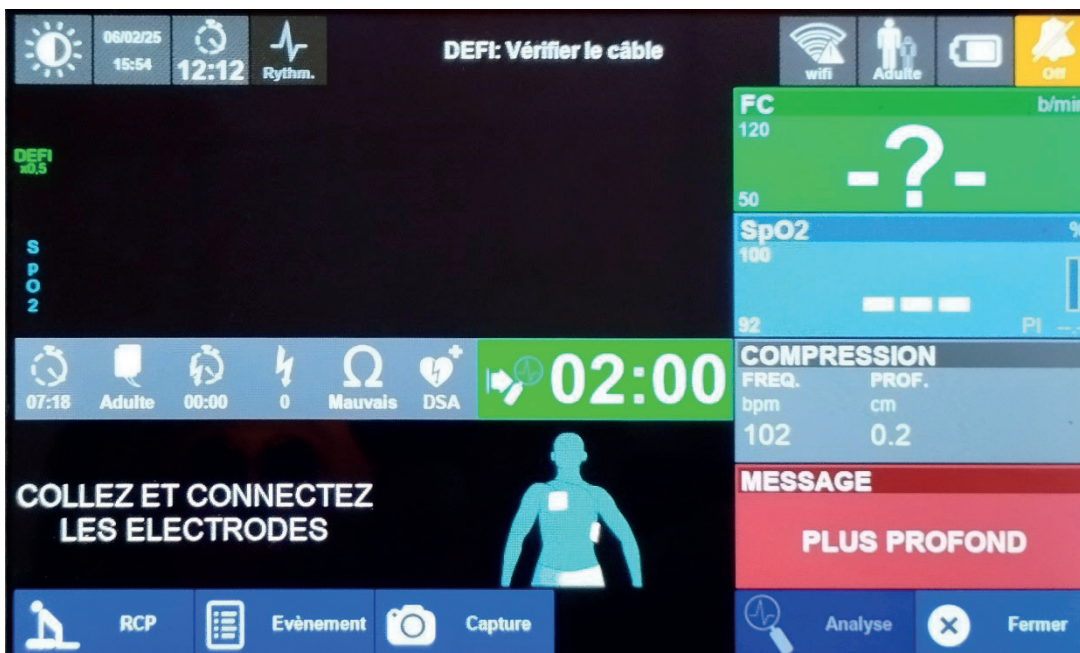 06/02/25
15:54
12:12
Rythm.
DEFI: Vérifier le câble
wifi
Adulte
Off
FC b/min
120
-?-
50
DEFI
x0,5
SpO2 %
100
---
92
PI --.-
SpO2
07:18
Adulte
00:00
0
Ω
Mauvais
DSA
02:00
COMPRESSION
FREQ. PROF.
bpm cm
102 0.2
COLLEZ ET CONNECTEZ
LES ELECTRODES
MESSAGE
PLUS PROFOND
RCP
Evènement
Capture
Analyse
Fermer